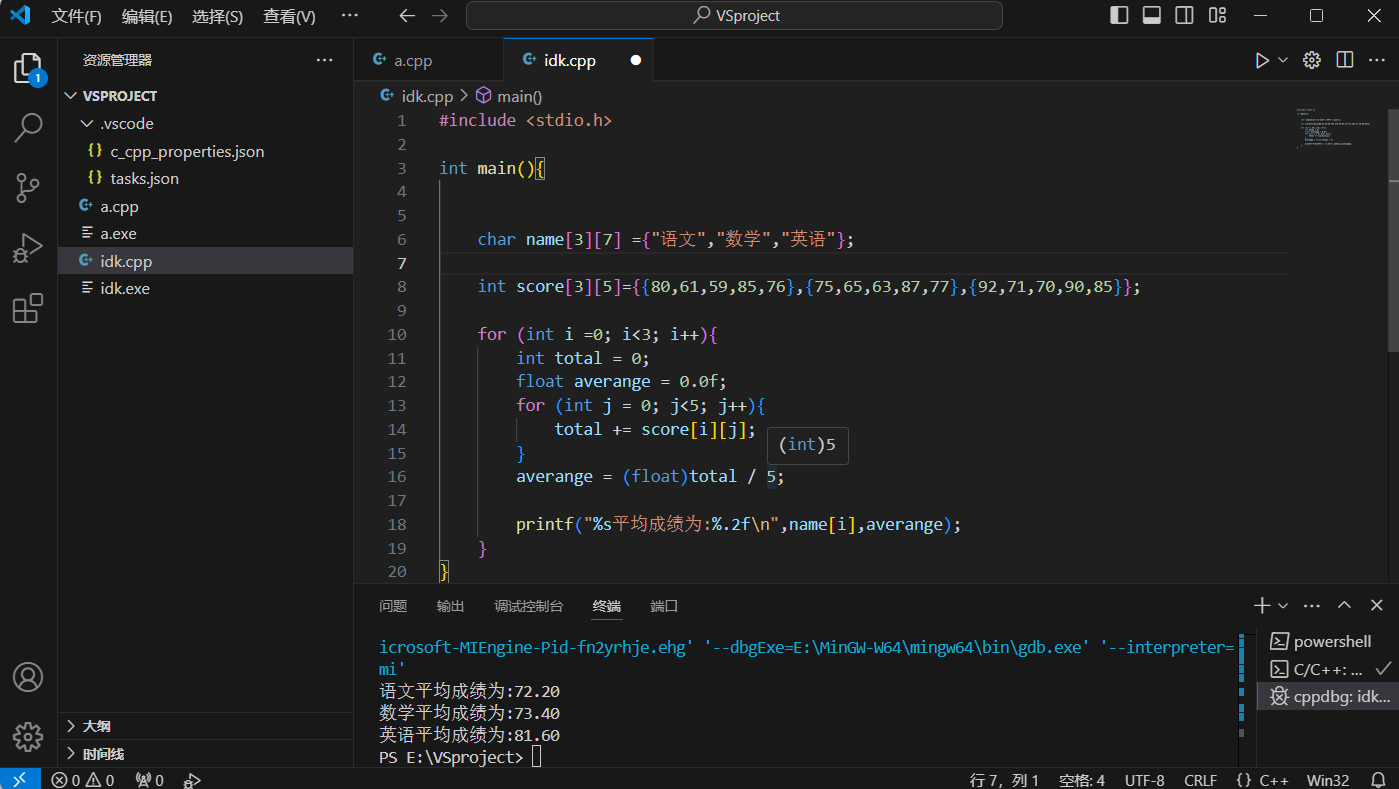 文件(F) 编辑(E) 选择(S) 查看(V) ··· VSproject
资源管理器
1
VSPROJECT
.vscode
{} c_cpp_properties.json
{} tasks.json
a.cpp
a.exe
idk.cpp
idk.exe
大纲
时间线
a.cpp idk.cpp
idk.cpp > main()
1 #include <stdio.h>
2
3 int main(){
4
5
6 char name[3][7] ={"语文","数学","英语"};
7
8 int score[3][5]={{80,61,59,85,76},{75,65,63,87,77},{92,71,70,90,85}};
9
10 for (int i =0; i<3; i++){
11 int total = 0;
12 float averange = 0.0f;
13 for (int j = 0; j<5; j++){
14 total += score[i][j];
(int)5
15 }
16 averange = (float)total / 5;
17
18 printf("%s平均成绩为:%.2f\n",name[i],averange);
19 }
20 }
问题 输出 调试控制台 终端 端口
icrosoft-MIEngine-Pid-fn2yrhje.ehg' '--dbgExe=E:\MinGW-W64\mingw64\bin\gdb.exe' '--interpreter=
mi'
语文平均成绩为:72.20
数学平均成绩为:73.40
英语平均成绩为:81.60
PS E:\VSproject>
powershell
C/C++: ...
cppdbg: idk...
0 0 0 行 7，列 1 空格: 4 UTF-8 CRLF {} C++ Win32